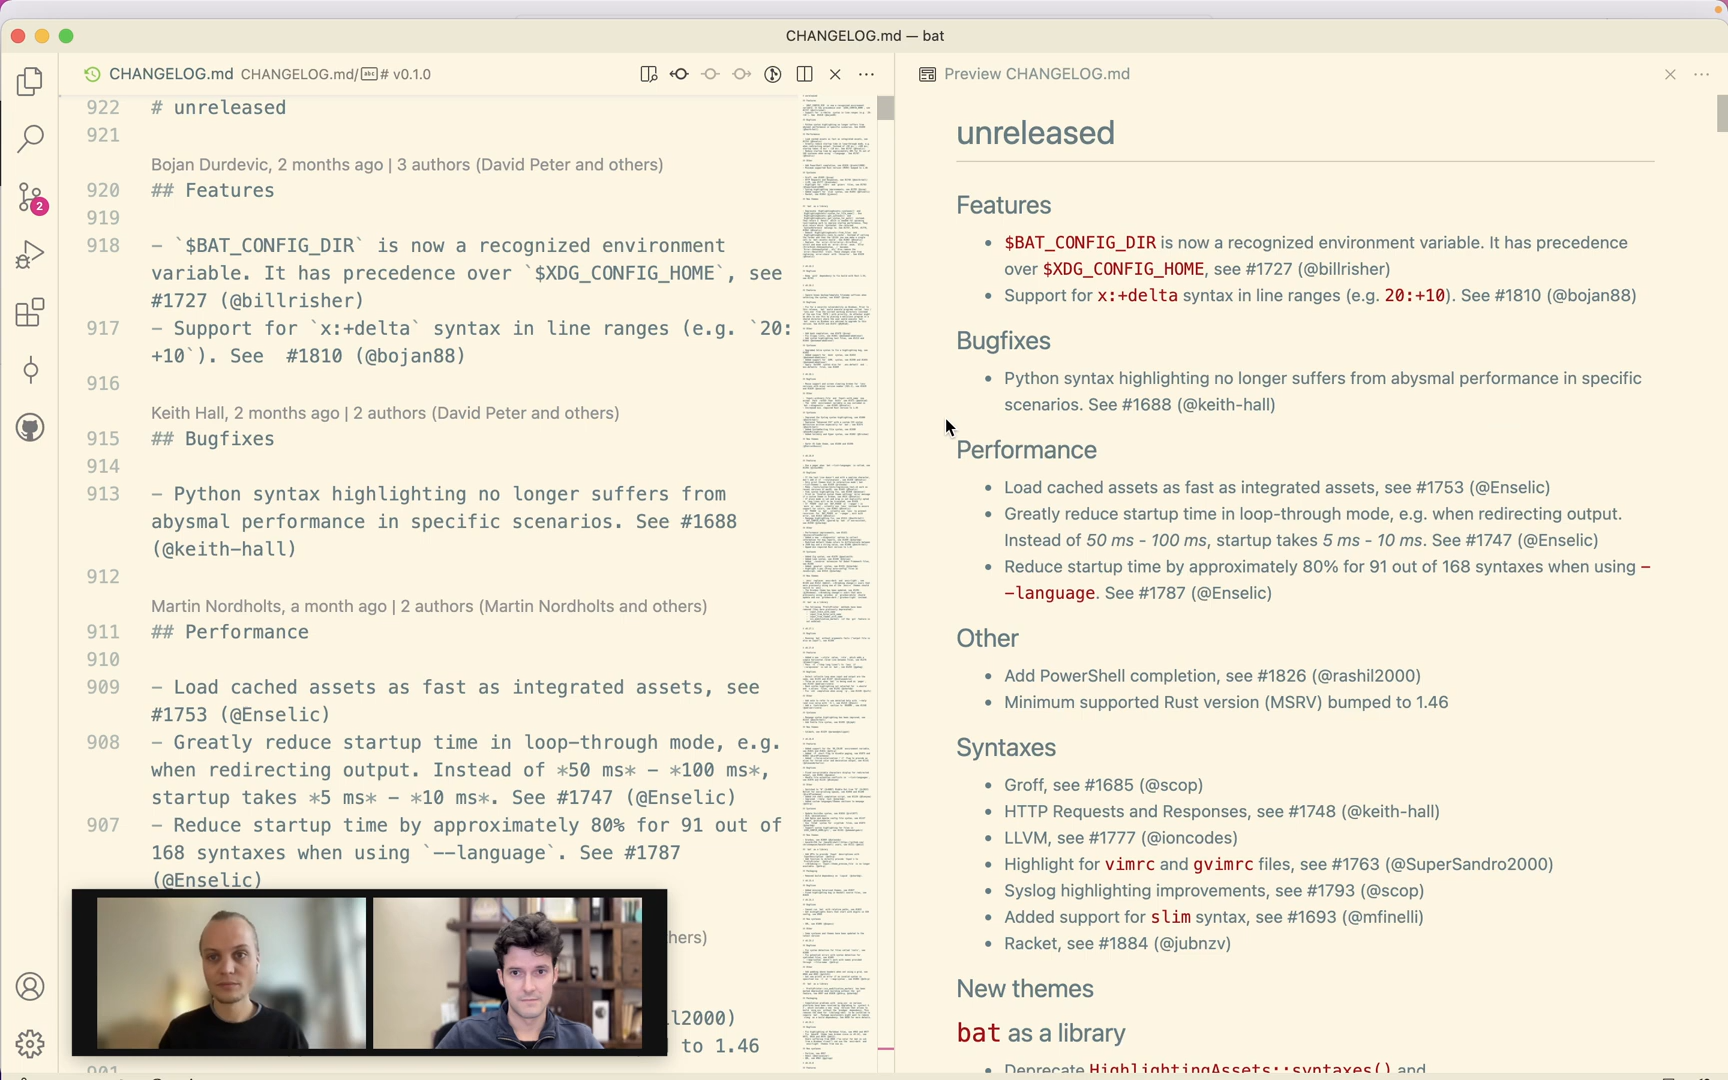 CHANGELOG.md — bat
CHANGELOG.md CHANGELOG.md/ abc # v0.1.0
922 # unreleased
921
Bojan Durdevic, 2 months ago | 3 authors (David Peter and others)
920 ## Features
919
918 - `$BAT_CONFIG_DIR` is now a recognized environment
variable. It has precedence over `$XDG_CONFIG_HOME`, see
#1727 (@billrisher)
917 - Support for `x:+delta` syntax in line ranges (e.g. `20:
+10`). See  #1810 (@bojan88)
916
Keith Hall, 2 months ago | 2 authors (David Peter and others)
915 ## Bugfixes
914
913 - Python syntax highlighting no longer suffers from
abysmal performance in specific scenarios. See #1688
(@keith-hall)
912
Martin Nordholts, a month ago | 2 authors (Martin Nordholts and others)
911 ## Performance
910
909 - Load cached assets as fast as integrated assets, see
#1753 (@Enselic)
908 - Greatly reduce startup time in loop-through mode, e.g.
when redirecting output. Instead of *50 ms* - *100 ms*,
startup takes *5 ms* - *10 ms*. See #1747 (@Enselic)
907 - Reduce startup time by approximately 80% for 91 out of
168 syntaxes when using `--language`. See #1787
(@Enselic)
hers)
l2000)
to 1.46
2
Preview CHANGELOG.md
unreleased
Features
• $BAT_CONFIG_DIR is now a recognized environment variable. It has precedence
over $XDG_CONFIG_HOME, see #1727 (@billrisher)
• Support for x:+delta syntax in line ranges (e.g. 20:+10). See #1810 (@bojan88)
Bugfixes
• Python syntax highlighting no longer suffers from abysmal performance in specific
scenarios. See #1688 (@keith-hall)
Performance
• Load cached assets as fast as integrated assets, see #1753 (@Enselic)
• Greatly reduce startup time in loop-through mode, e.g. when redirecting output.
Instead of 50 ms - 100 ms, startup takes 5 ms - 10 ms. See #1747 (@Enselic)
• Reduce startup time by approximately 80% for 91 out of 168 syntaxes when using -
-language. See #1787 (@Enselic)
Other
• Add PowerShell completion, see #1826 (@rashil2000)
• Minimum supported Rust version (MSRV) bumped to 1.46
Syntaxes
• Groff, see #1685 (@scop)
• HTTP Requests and Responses, see #1748 (@keith-hall)
• LLVM, see #1777 (@ioncodes)
• Highlight for vimrc and gvimrc files, see #1763 (@SuperSandro2000)
• Syslog highlighting improvements, see #1793 (@scop)
• Added support for slim syntax, see #1693 (@mfinelli)
• Racket, see #1884 (@jubnzv)
New themes
bat as a library
• Deprecate HighlightingAssets::syntaxes() and